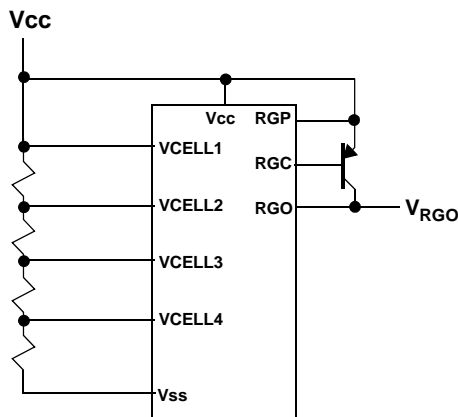 Vcc
Vcc RGP
VCELL1
RGC
VCELL2
RGO
VRGO
VCELL3
VCELL4
Vss